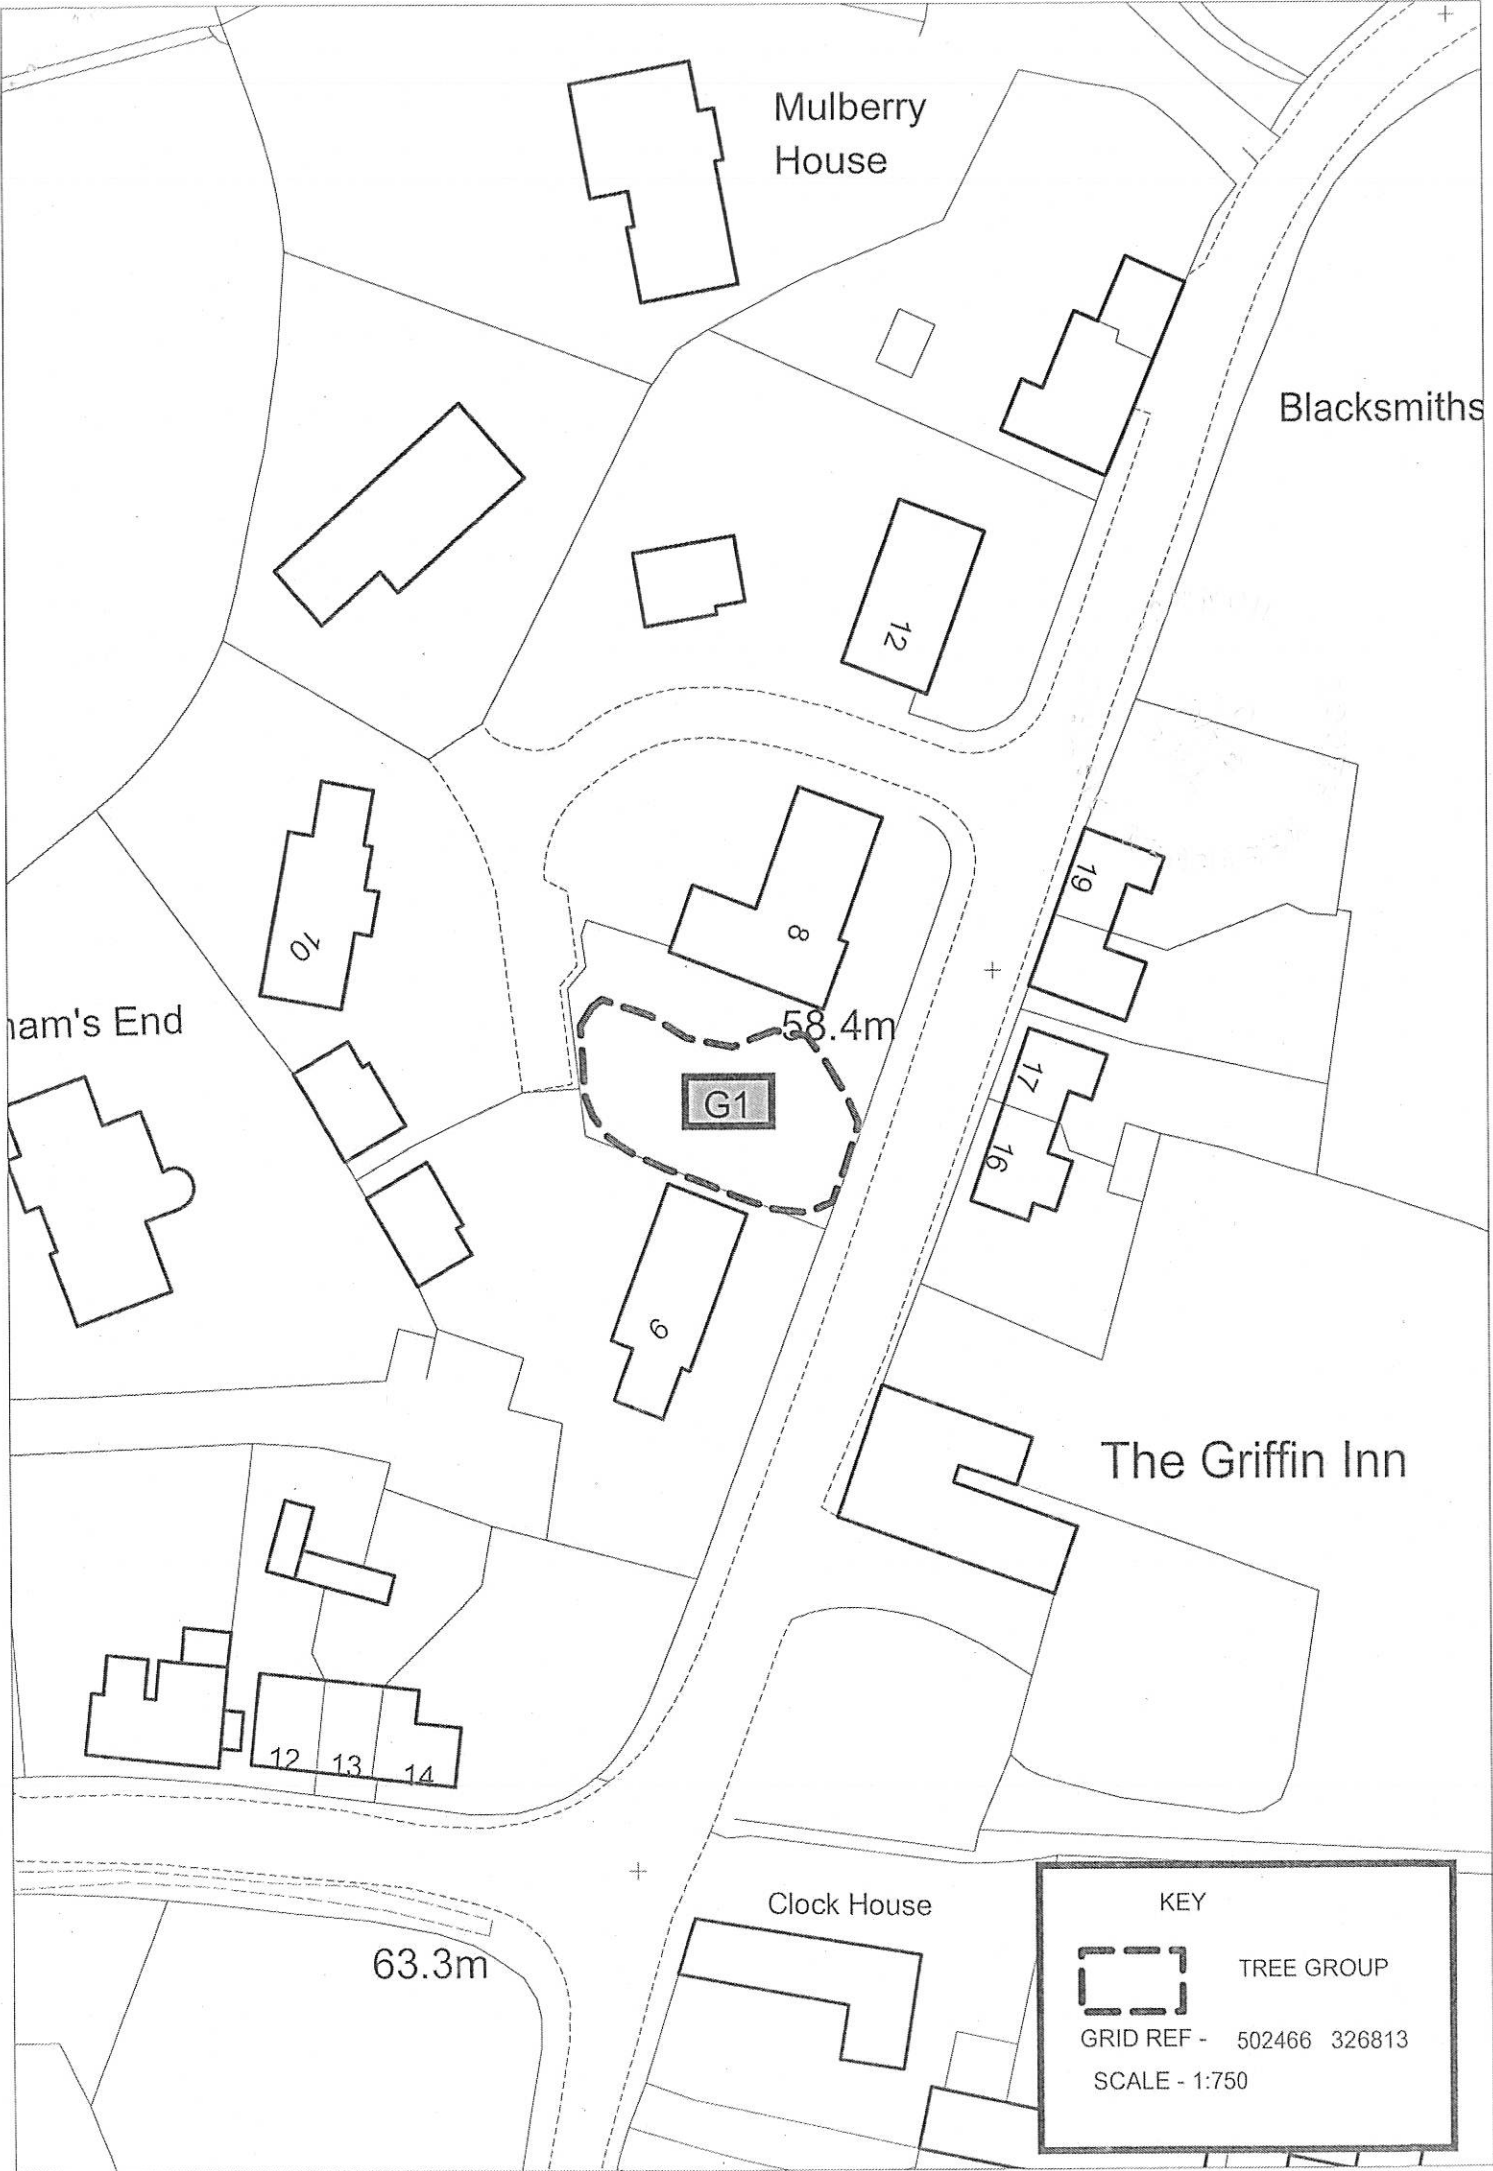 Mulberry
House
Blacksmiths
12
19
8
10
ham's End
58.4m
G1
17
16
9
The Griffin Inn
12
13
14
Clock House
63.3m
KEY
TREE GROUP
GRID REF - 502466 326813
SCALE - 1:750